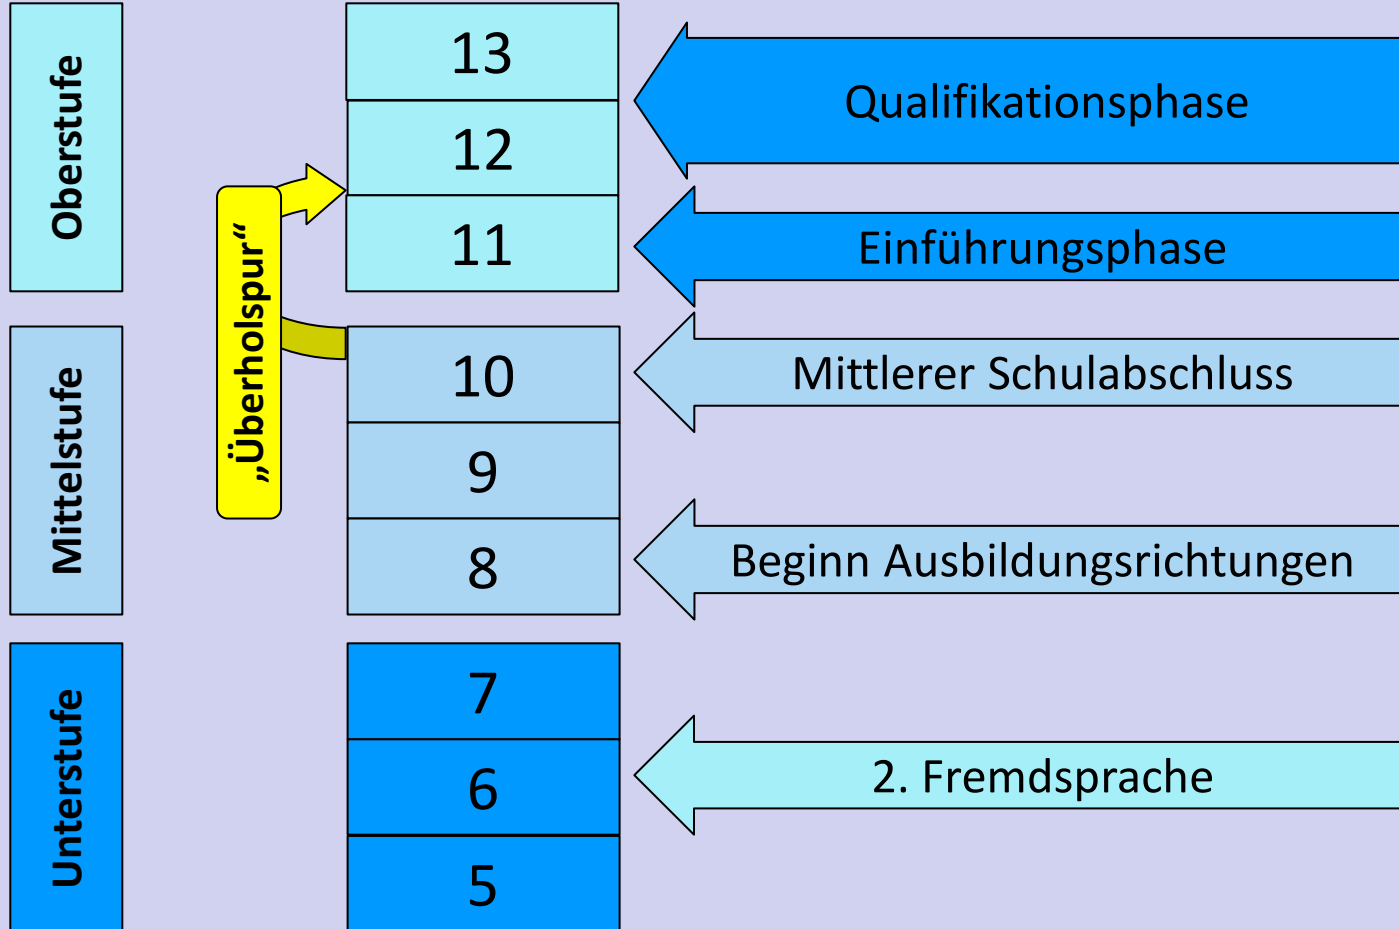 Oberstufe
13
Qualifikationsphase
12
11
Einführungsphase
„Überholspur“
Mittelstufe
10
Mittlerer Schulabschluss
9
8
Beginn Ausbildungsrichtungen
Unterstufe
7
6
2. Fremdsprache
5